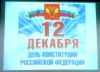 12
ДЕКАБРЯ
ДЕНЬ КОНСТИТУЦИИ
РОССИЙСКОЙ ФЕДЕРАЦИИ